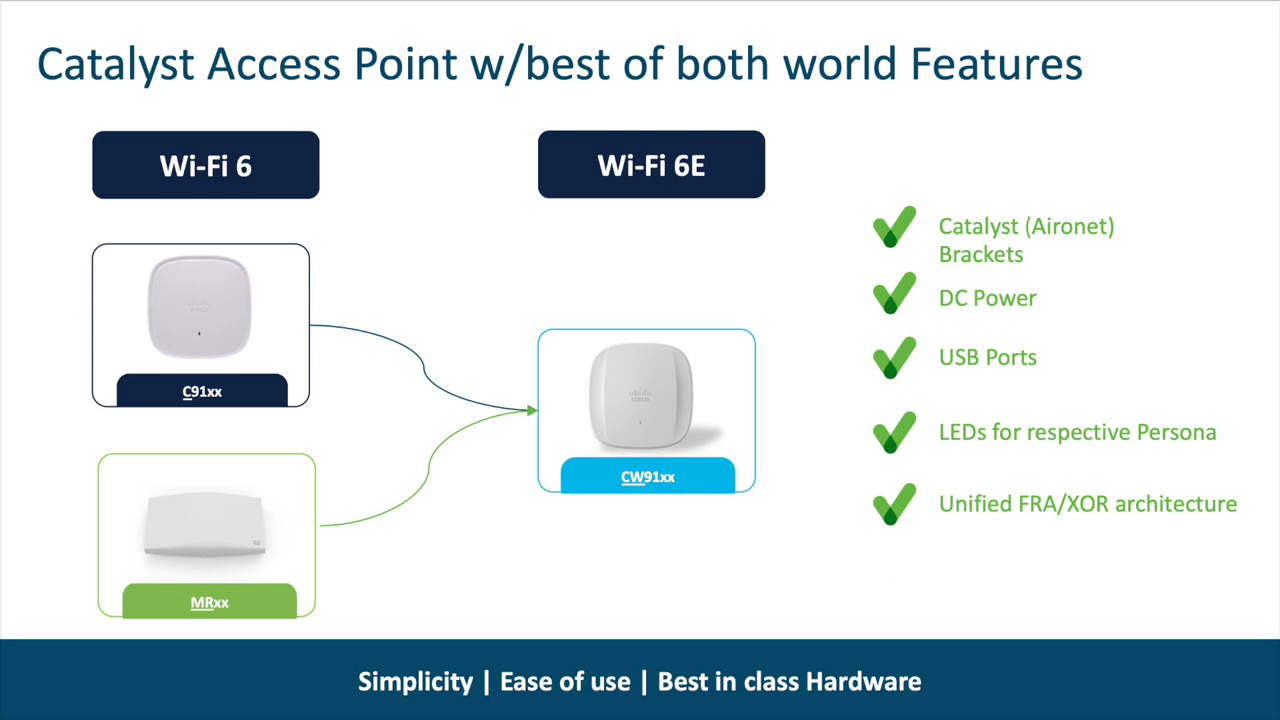 Catalyst Access Point w/best of both world Features
Wi-Fi 6
Wi-Fi 6E
C91xx
MRxx
CISCO
CW91xx
Catalyst (Aironet)
Brackets
DC Power
USB Ports
LEDs for respective Persona
Unified FRA/XOR architecture
Simplicity | Ease of use | Best in class Hardware